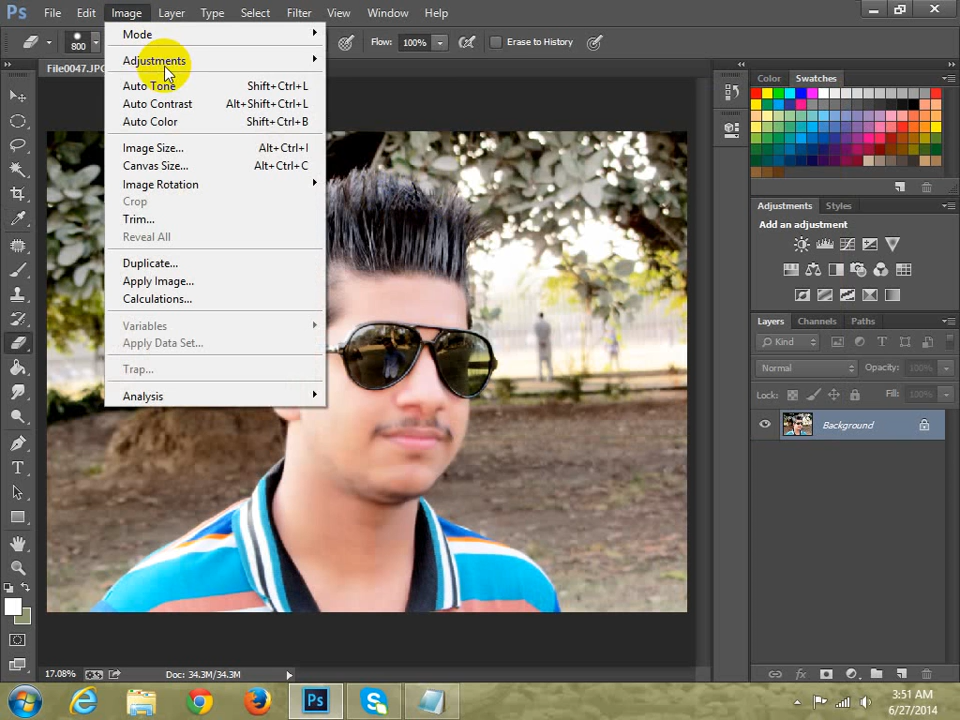 Ps File Edit Image Layer Type Select Filter View Window Help
800 Flow: 100% Erase to History
File0047.JPG
Mode
Adjustments
Auto Tone Shift+Ctrl+L
Auto Contrast Alt+Shift+Ctrl+L
Auto Color Shift+Ctrl+B
Image Size... Alt+Ctrl+I
Canvas Size... Alt+Ctrl+C
Image Rotation
Crop
Trim...
Reveal All
Duplicate...
Apply Image...
Calculations...
Variables
Apply Data Set...
Trap...
Analysis
Color Swatches
Adjustments Styles
Add an adjustment
Layers Channels Paths
Kind
Normal Opacity: 100%
Lock: Fill: 100%
Background
17.08% Doc: 34.3M/34.3M
Ps
3:51 AM
6/27/2014